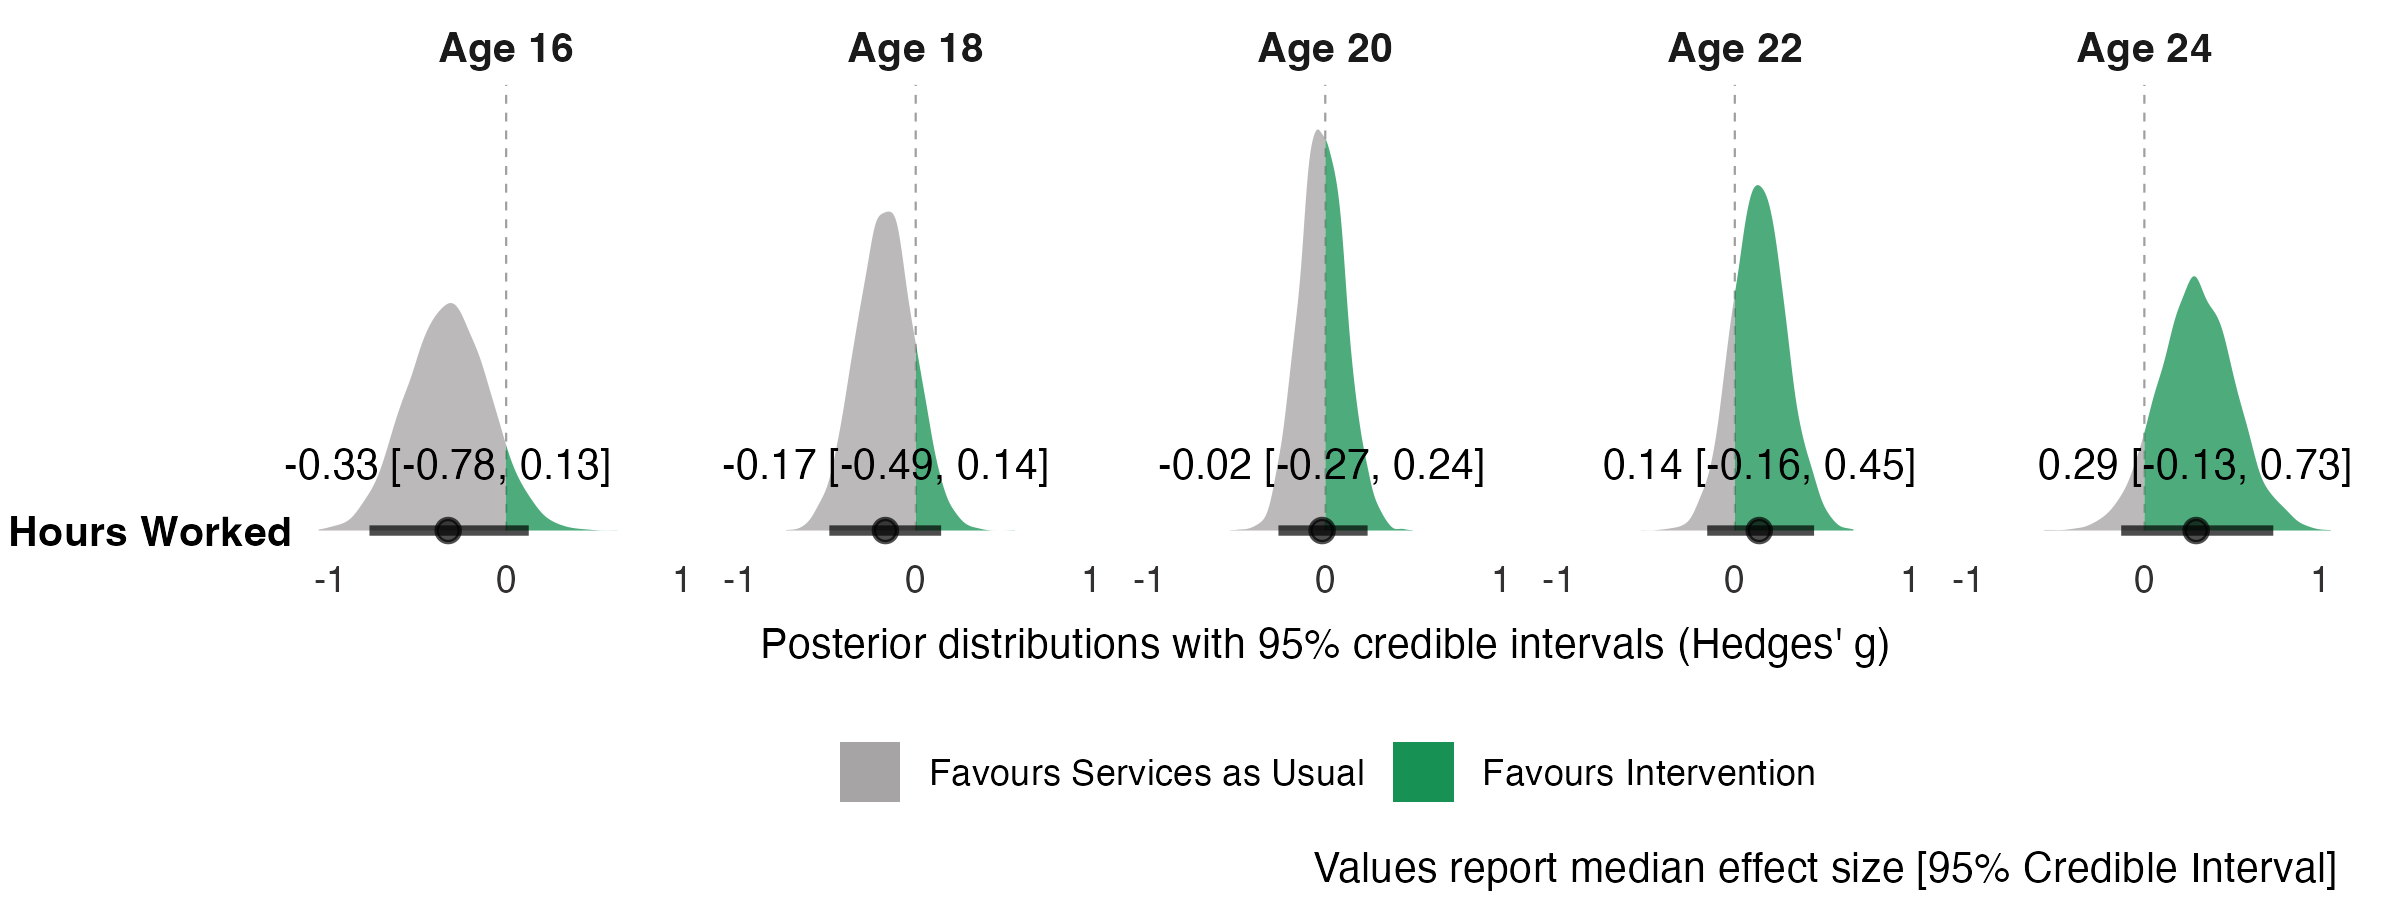 Age 16 Age 18 Age 20 Age 22 Age 24
-0.33 [-0.78, 0.13] -0.17 [-0.49, 0.14] -0.02 [-0.27, 0.24] 0.14 [-0.16, 0.45] 0.29 [-0.13, 0.73]
Hours Worked
-1 0 1 -1 0 1 -1 0 1 -1 0 1 -1 0 1
Posterior distributions with 95% credible intervals (Hedges' g)
Favours Services as Usual Favours Intervention
Values report median effect size [95% Credible Interval]